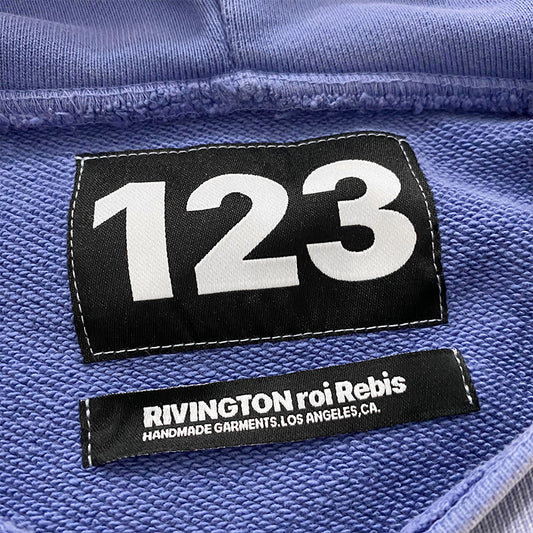 123
RIVINGTON roi Rebis
HANDMADE GARMENTS.LOS ANGELES,CA.